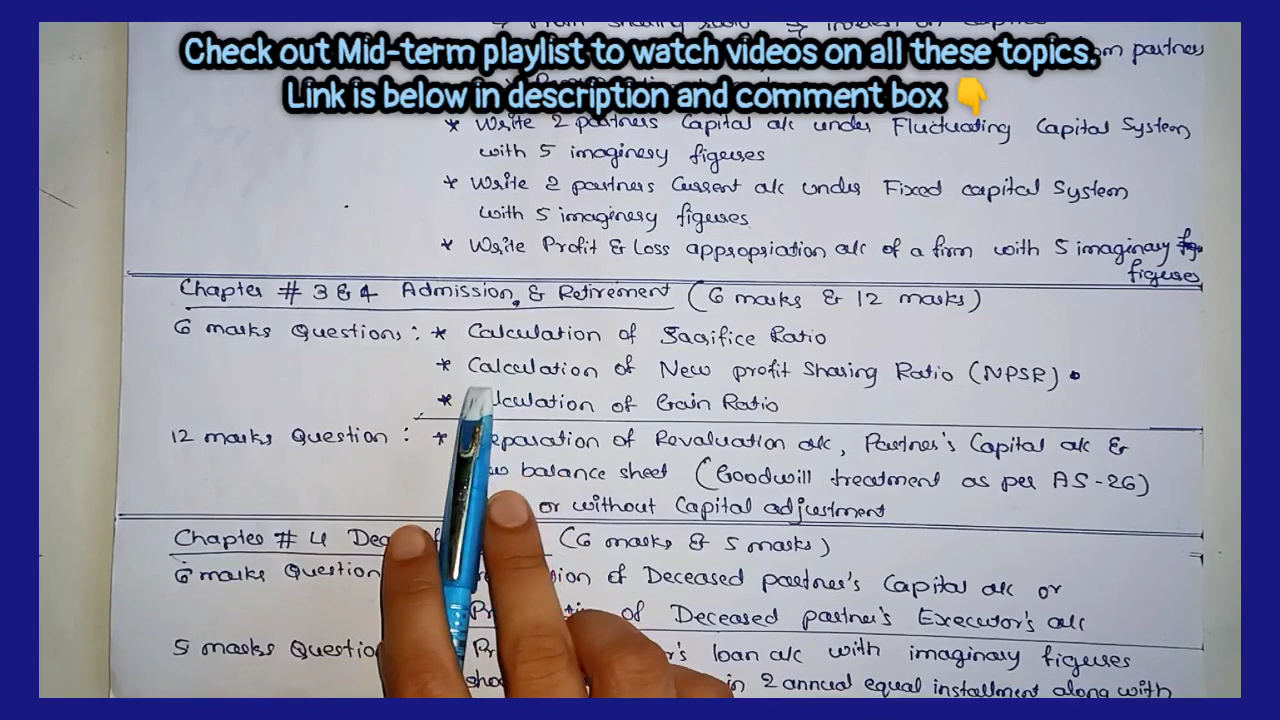 Check out Mid-term playlist to watch videos on all these topics.
Link is below in description and comment box 👇
partners
* Write 2 partners Capital a/c under Fluctuating Capital System
with 5 imaginery figures
* Write 2 partners Current a/c under Fixed capital System
with 5 imaginery figures
* Write Profit & Loss appropriation a/c of a firm with 5 imaginary
figures
Chapter # 3 & 4 Admission & Retirement (6 marks & 12 marks)
6 marks Questions : * Calculation of Sacrifice Ratio
* Calculation of New profit Sharing Ratio (NPSR)
* lculation of Gain Ratio
12 marks Question : * eparation of Revaluation a/c, Partner's Capital a/c &
balance sheet (Goodwill treatment as per AS-26)
or without Capital adjustment
Chapter # 4 (6 marks & 5 marks)
6 marks Question of Deceased partner's Capital a/c or
of Deceased partner's Executor's a/c
5 marks Question loan a/c with imaginary figures
in 2 annual equal installment along with